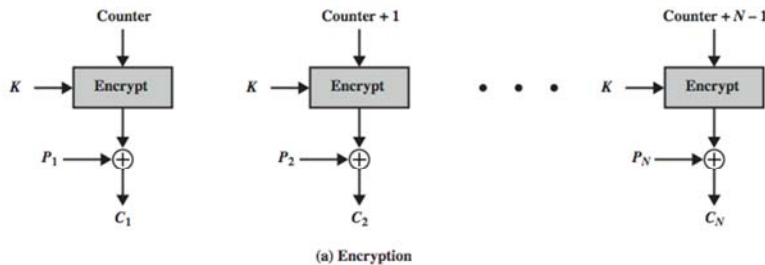 Counter Counter + 1 Counter + N – 1
K Encrypt K Encrypt K Encrypt
P1 P2 PN
C1 C2 CN
(a) Encryption